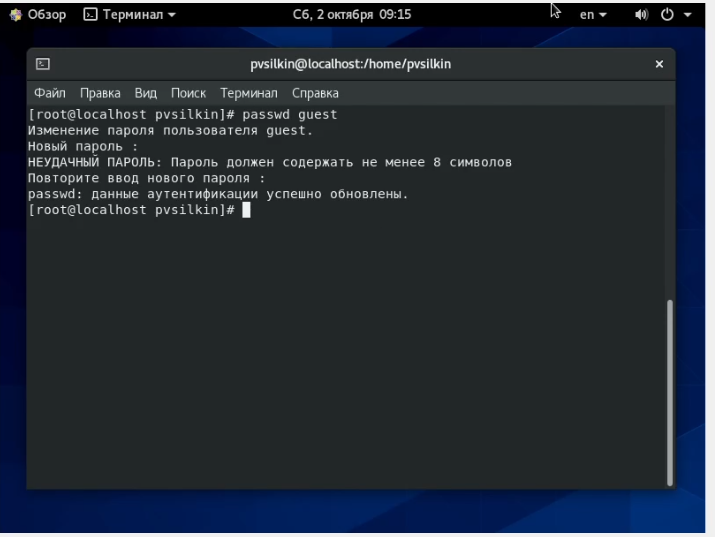 Обзор Терминал Сб, 2 октября 09:15 en
pvsilkin@localhost:/home/pvsilkin
Файл Правка Вид Поиск Терминал Справка
[root@localhost pvsilkin]# passwd guest
Изменение пароля пользователя guest.
Новый пароль :
НЕУДАЧНЫЙ ПАРОЛЬ: Пароль должен содержать не менее 8 символов
Повторите ввод нового пароля :
passwd: данные аутентификации успешно обновлены.
[root@localhost pvsilkin]#